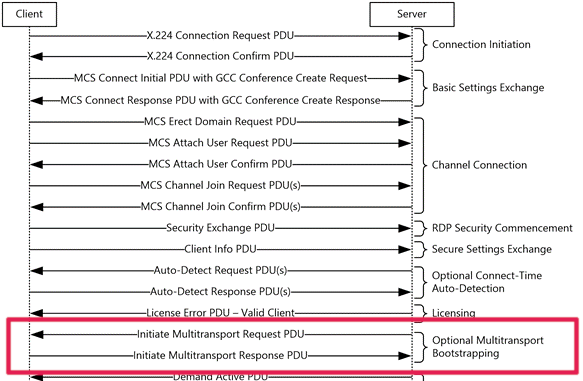 Client
Server
X.224 Connection Request PDU
X.224 Connection Confirm PDU
Connection Initiation
MCS Connect Initial PDU with GCC Conference Create Request
MCS Connect Response PDU with GCC Conference Create Response
Basic Settings Exchange
MCS Erect Domain Request PDU
MCS Attach User Request PDU
MCS Attach User Confirm PDU
MCS Channel Join Request PDU(s)
MCS Channel Join Confirm PDU(s)
Channel Connection
Security Exchange PDU
RDP Security Commencement
Client Info PDU
Secure Settings Exchange
Auto-Detect Request PDU(s)
Auto-Detect Response PDU(s)
Optional Connect-Time
Auto-Detection
License Error PDU – Valid Client
Licensing
Initiate Multitransport Request PDU
Initiate Multitransport Response PDU
Optional Multitransport
Bootstrapping
Demand Active PDU